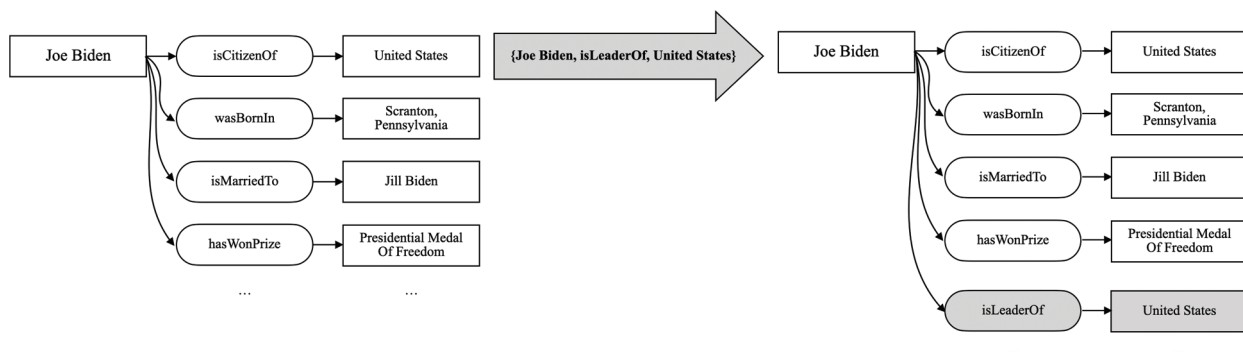 Joe Biden
isCitizenOf
United States
wasBornIn
Scranton,
Pennsylvania
isMarriedTo
Jill Biden
hasWonPrize
Presidential Medal
Of Freedom
...
...
{Joe Biden, isLeaderOf, United States}
Joe Biden
isCitizenOf
United States
wasBornIn
Scranton,
Pennsylvania
isMarriedTo
Jill Biden
hasWonPrize
Presidential Medal
Of Freedom
isLeaderOf
United States